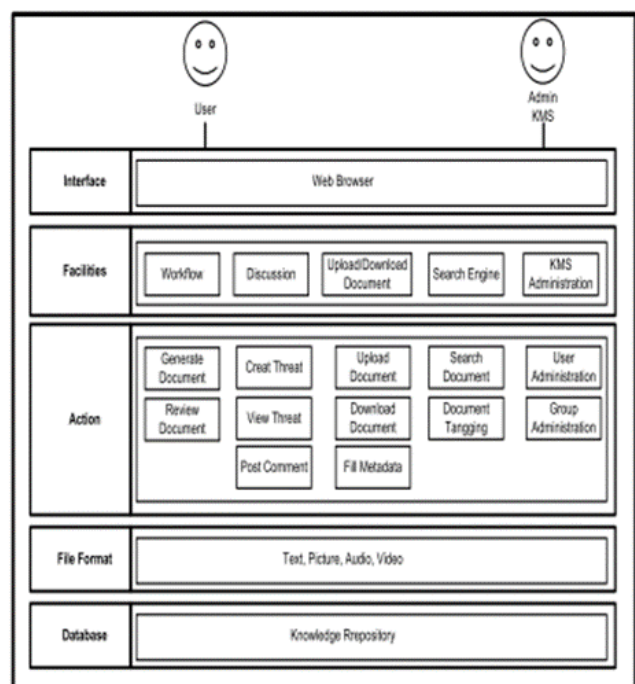 User
Admin
KMS
Interface
Web Browser
Facilities
Workflow
Discussion
Upload/Download
Document
Search Engine
KMS
Administration
Action
Generate
Document
Creat Threat
Upload
Document
Search
Document
User
Administration
Review
Document
View Threat
Download
Document
Document
Tangging
Group
Administration
Post Comment
Fill Metadata
File Format
Text, Picture, Audio, Video
Database
Knowledge Rrepository